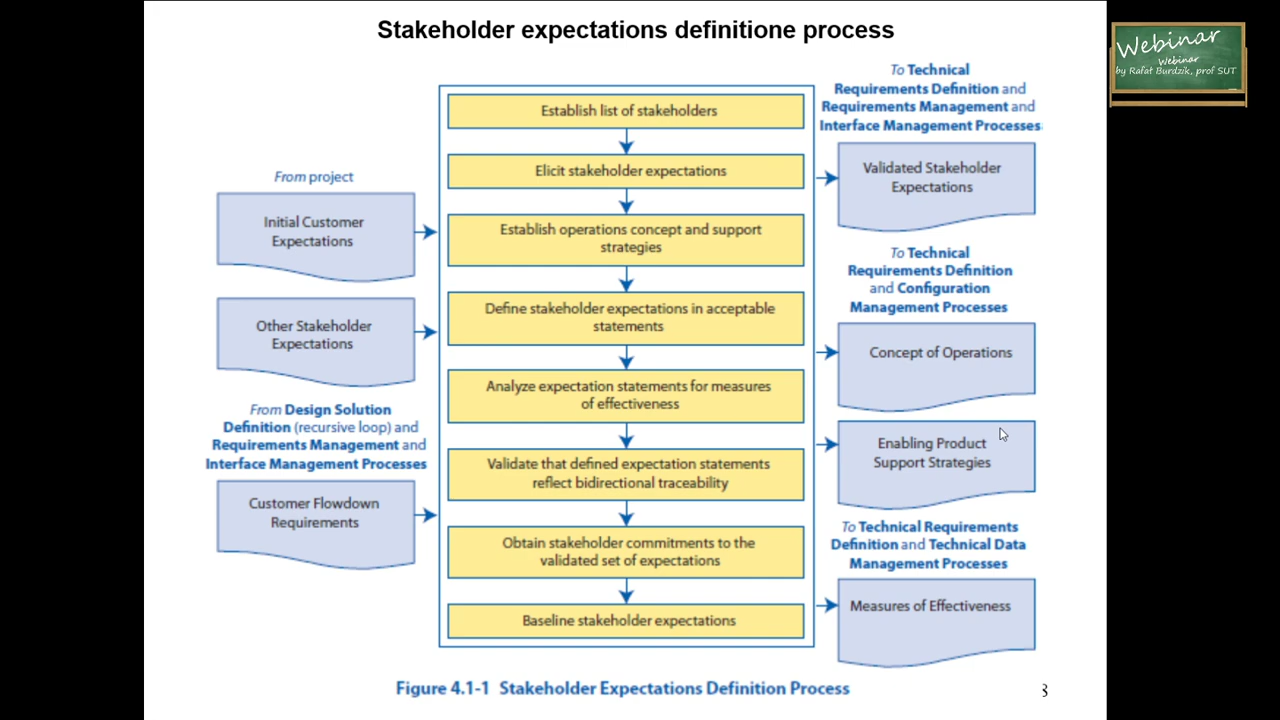 Stakeholder expectations definitione process
Webinar
Webinar
by Rafał Burdzik, prof SUT
From project
Initial Customer
Expectations
Other Stakeholder
Expectations
From Design Solution
Definition (recursive loop) and
Requirements Management and
Interface Management Processes
Customer Flowdown
Requirements
Establish list of stakeholders
Elicit stakeholder expectations
Establish operations concept and support
strategies
Define stakeholder expectations in acceptable
statements
Analyze expectation statements for measures
of effectiveness
Validate that defined expectation statements
reflect bidirectional traceability
Obtain stakeholder commitments to the
validated set of expectations
Baseline stakeholder expectations
To Technical
Requirements Definition and
Requirements Management and
Interface Management Processes
Validated Stakeholder
Expectations
To Technical
Requirements Definition
and Configuration
Management Processes
Concept of Operations
Enabling Product
Support Strategies
To Technical Requirements
Definition and Technical Data
Management Processes
Measures of Effectiveness
Figure 4.1-1 Stakeholder Expectations Definition Process